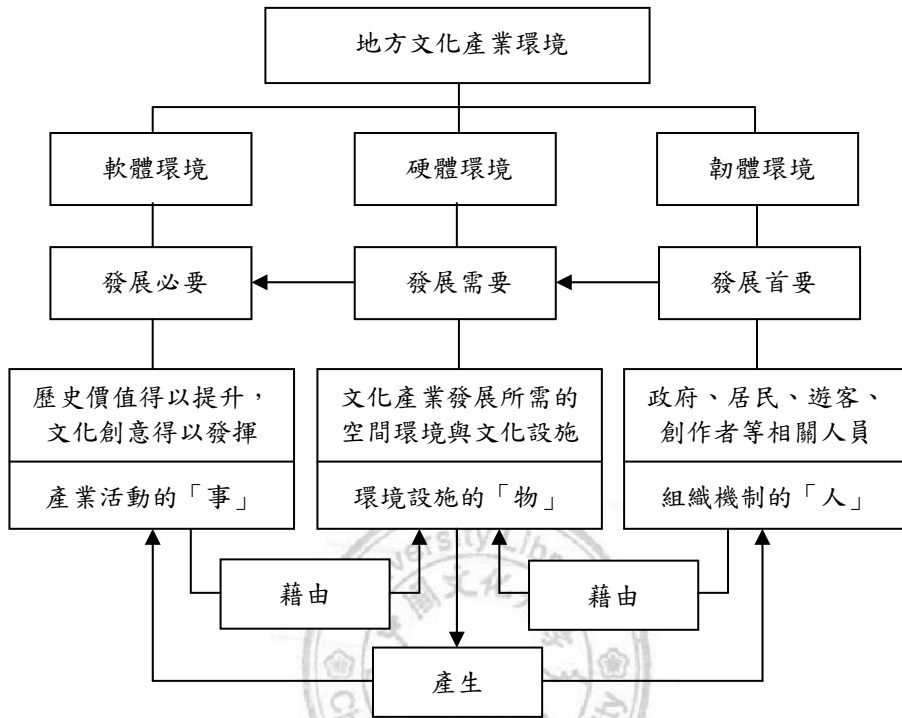 地方文化產業環境
軟體環境
硬體環境
韌體環境
發展必要
發展需要
發展首要
歷史價值得以提升，
文化創意得以發揮
文化產業發展所需的
空間環境與文化設施
政府、居民、遊客、
創作者等相關人員
產業活動的「事」
環境設施的「物」
組織機制的「人」
藉由
藉由
產生